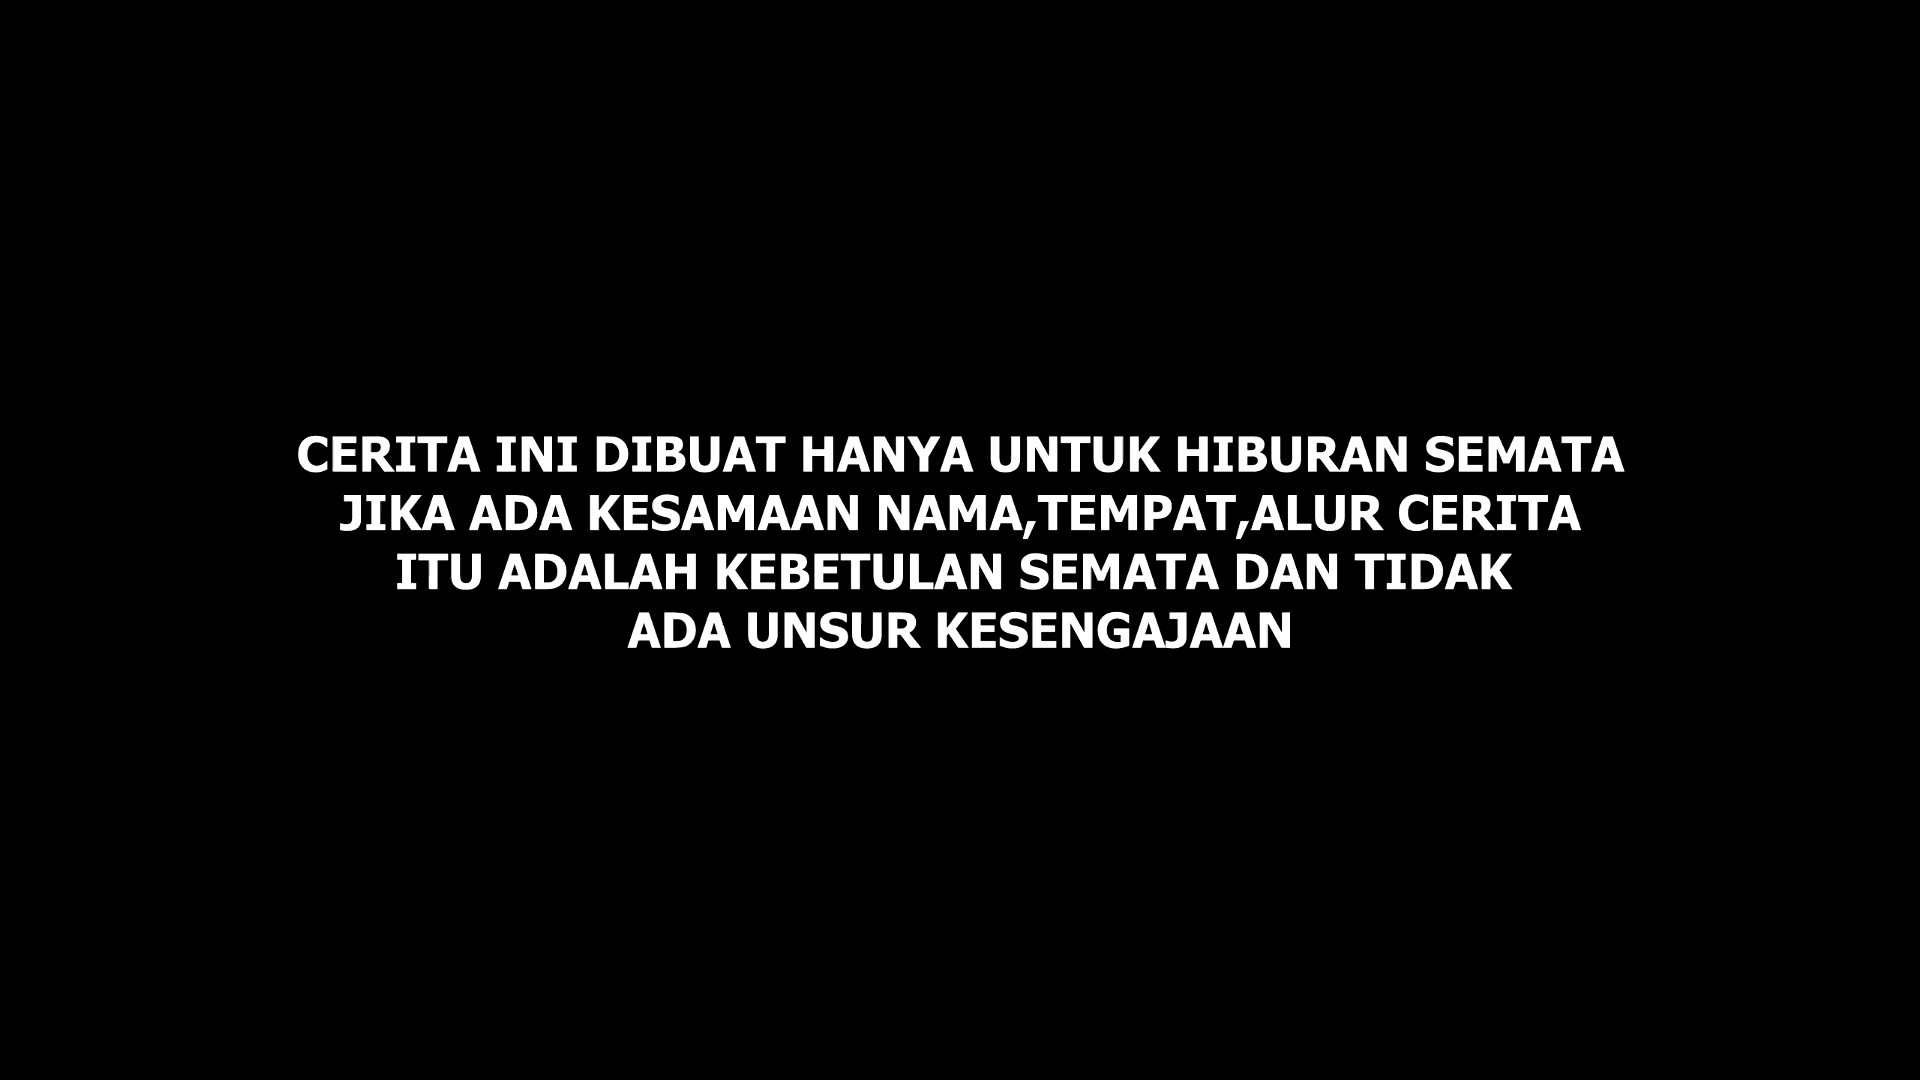 CERITA INI DIBUAT HANYA UNTUK HIBURAN SEMATA
JIKA ADA KESAMAAN NAMA,TEMPAT,ALUR CERITA
ITU ADALAH KEBETULAN SEMATA DAN TIDAK
ADA UNSUR KESENGAJAAN